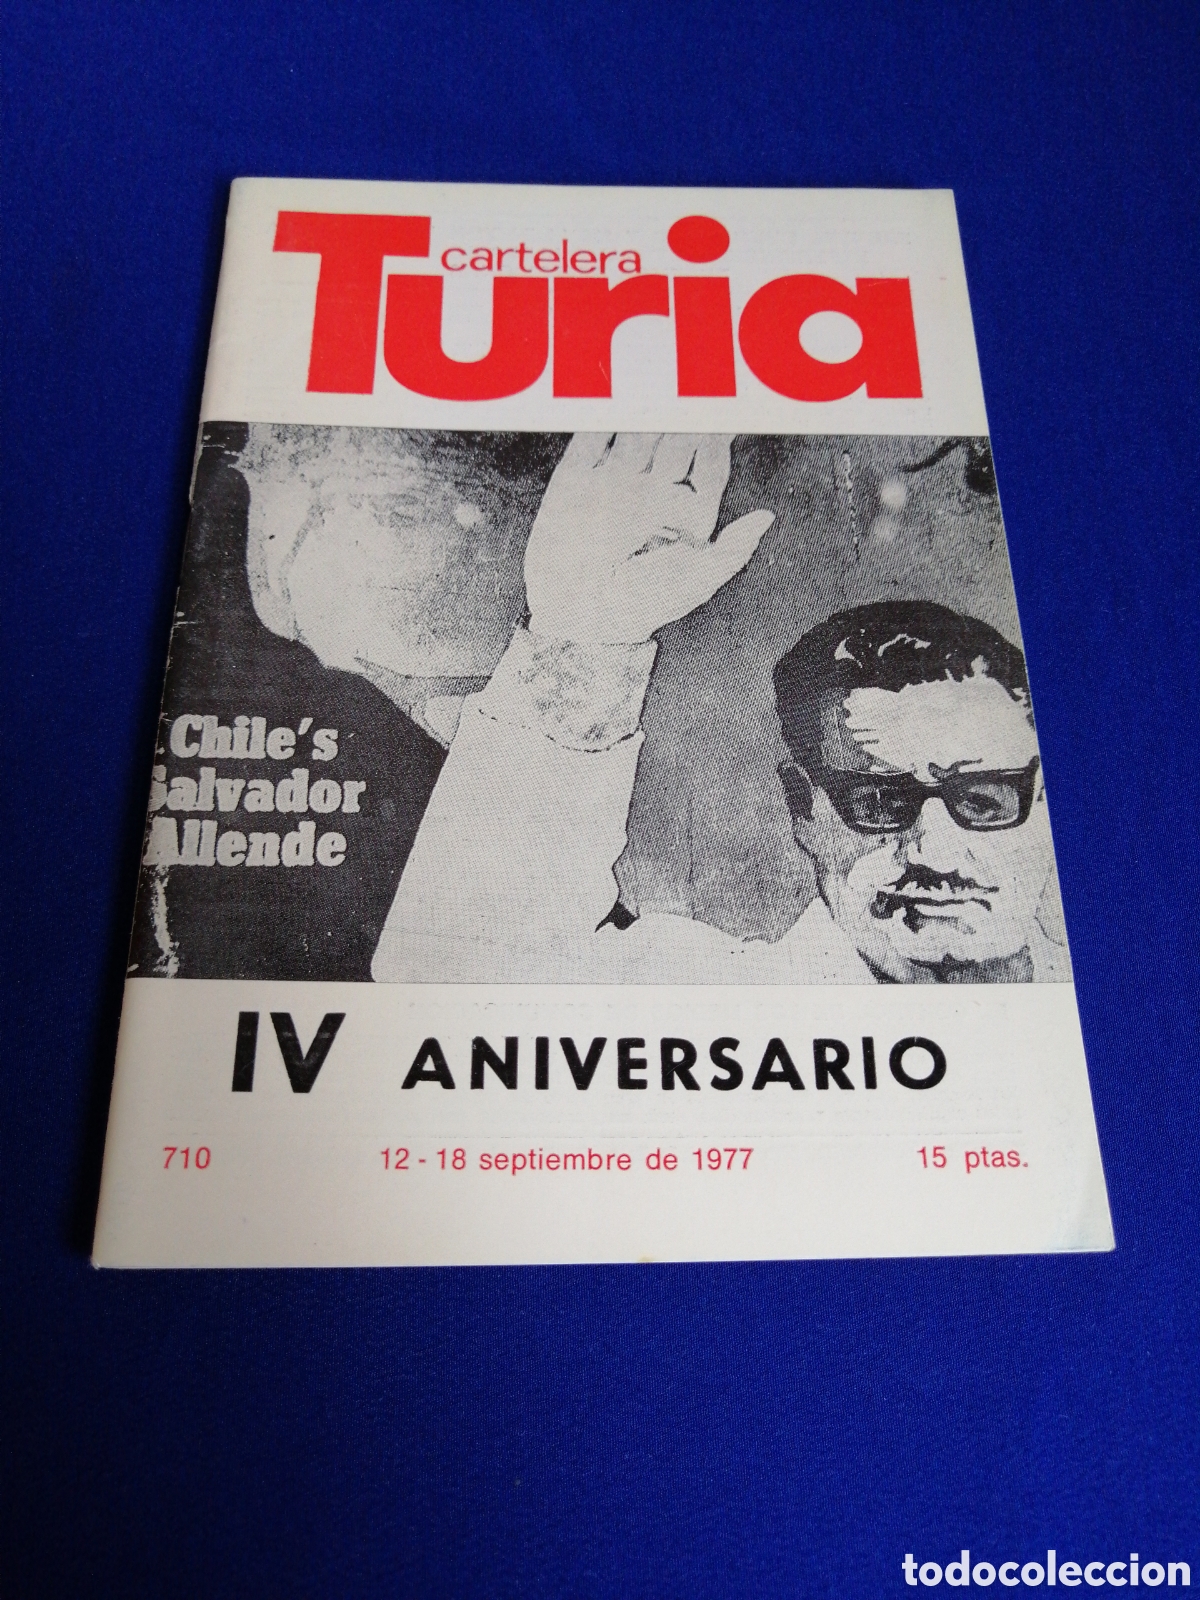 cartelera
Turia
Chile's
Salvador
Allende
IV ANIVERSARIO
710 12 - 18 septiembre de 1977 15 ptas.
todocoleccion